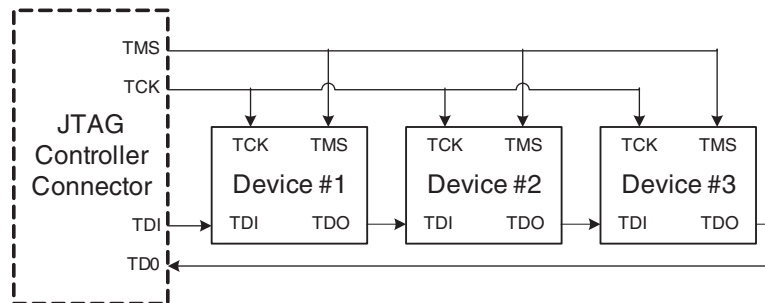 TMS
TCK
JTAG
Controller
Connector
TDI
TD0
TCK TMS
Device #1
TDI TDO
TCK TMS
Device #2
TDI TDO
TCK TMS
Device #3
TDI TDO